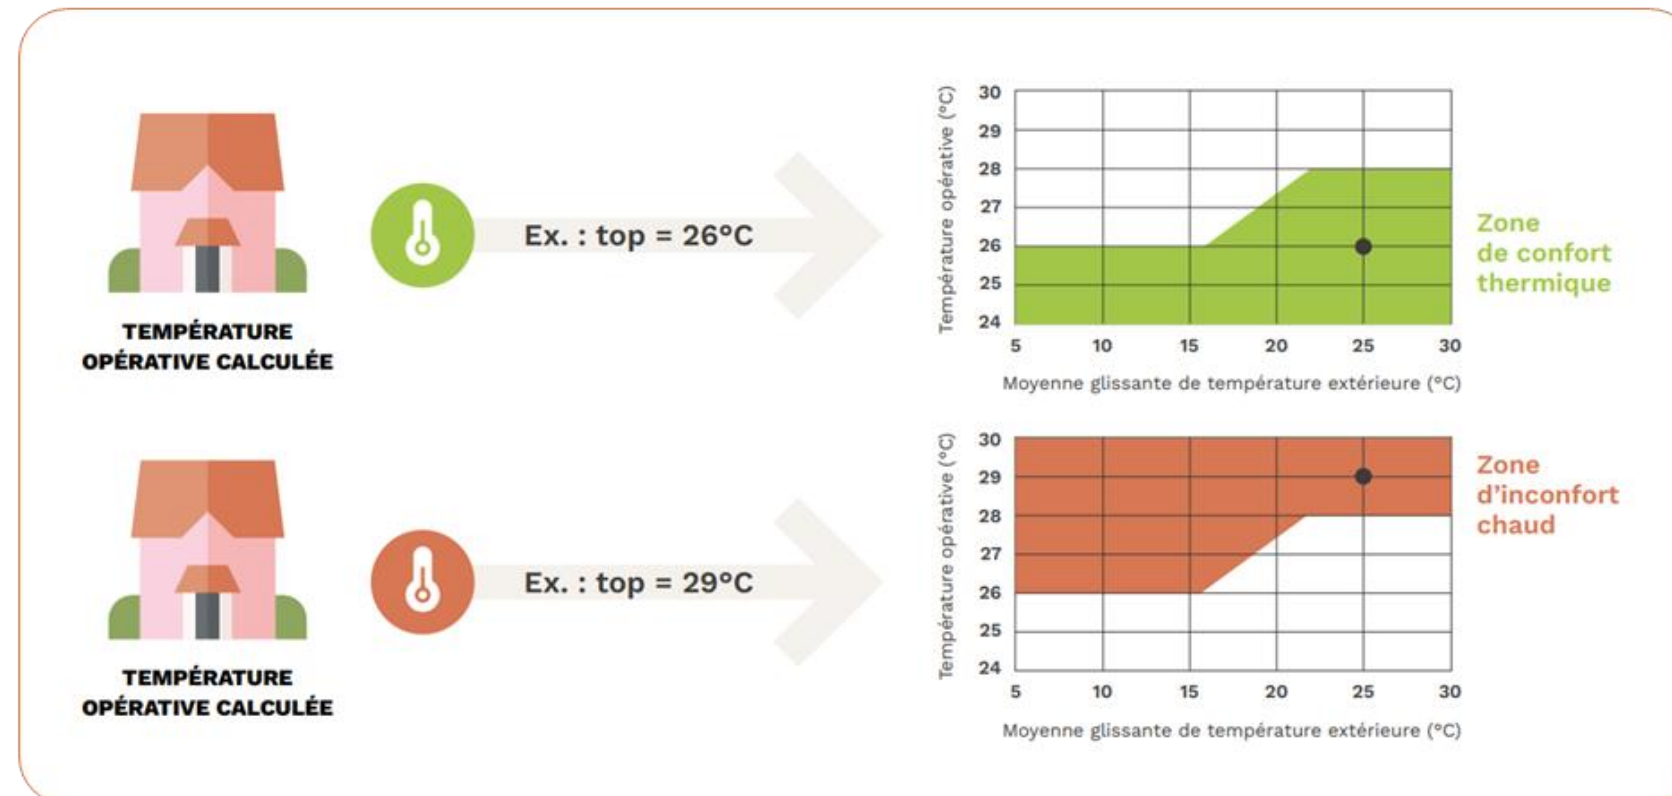 TEMPÉRATURE
OPÉRATIVE CALCULÉE
Ex. : top = 26°C
Température opérative (°C)
30
29
28
27
26
25
24
5 10 15 20 25 30
Moyenne glissante de température extérieure (°C)
Zone
de confort
thermique
TEMPÉRATURE
OPÉRATIVE CALCULÉE
Ex. : top = 29°C
Température opérative (°C)
30
29
28
27
26
25
24
5 10 15 20 25 30
Moyenne glissante de température extérieure (°C)
Zone
d’inconfort
chaud